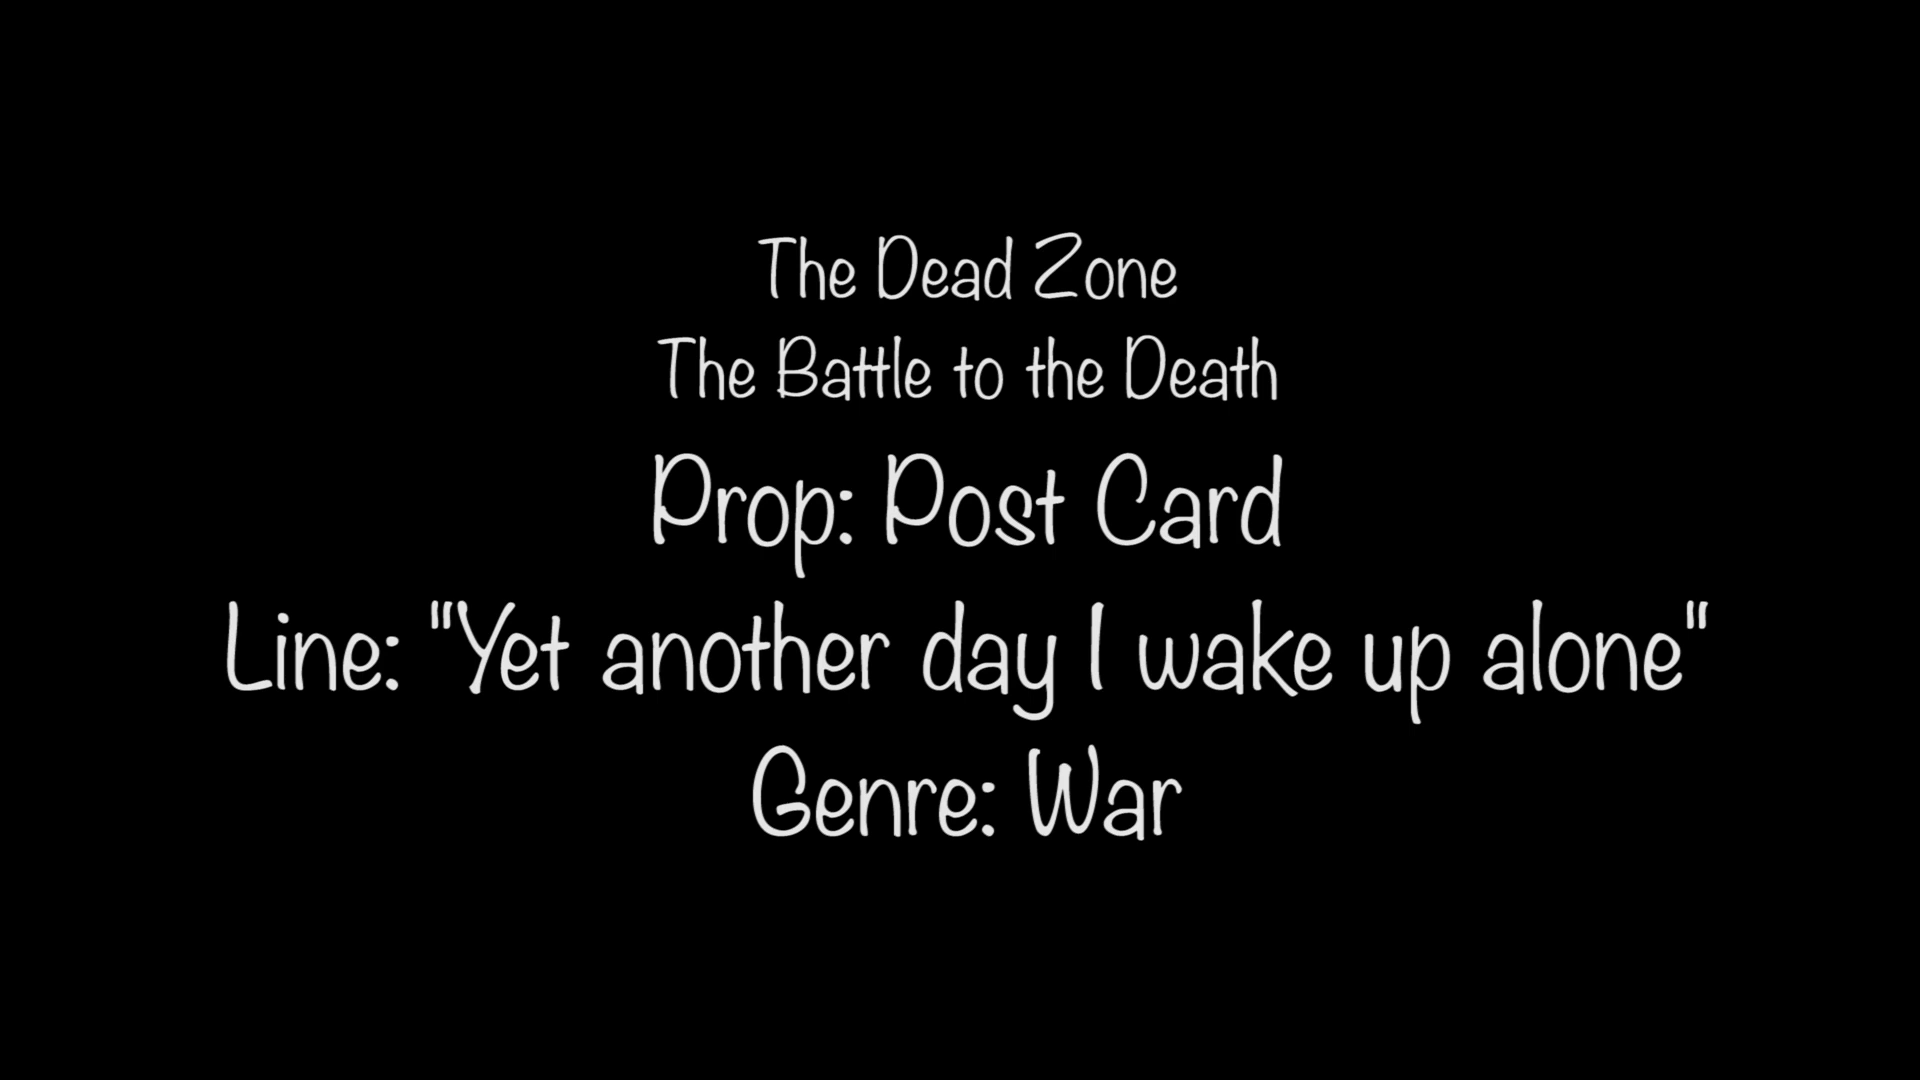 The Dead Zone
The Battle to the Death
Prop: Post Card
Line: "Yet another day I wake up alone"
Genre: War